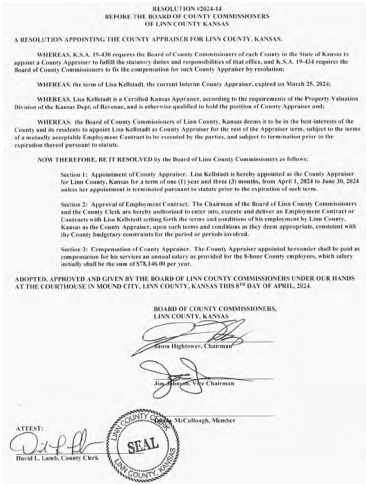 RESOLUTION #2024-14
BEFORE THE BOARD OF COUNTY COMMISSIONERS
OF LINN COUNTY KANSAS
A RESOLUTION APPOINTING THE COUNTY APPRAISER FOR LINN COUNTY, KANSAS.
WHEREAS, K.S.A. 19-430 requires the Board of County Commissioners of each County in the State of Kansas to
appoint a County Appraiser to fulfill the statutory duties and responsibilities of that office, and K.S.A. 19-434 requires the
Board of County Commissioners to fix the compensation for such County Appraiser by resolution;
WHEREAS, the term of Lisa Kellstadt, the current Interim County Appraiser, expired on March 25, 2024;
WHEREAS, Lisa Kellstadt is a Certified Kansas Appraiser, according to the requirements of the Property Valuation
Division of the Kansas Dept. of Revenue, and is otherwise qualified to hold the position of County Appraiser and;
WHEREAS, the Board of County Commissioners of Linn County, Kansas deems it to be in the best interests of the
County and its residents to appoint Lisa Kellstadt as County Appraiser for the rest of the Appraiser term, subject to the terms
of a mutually acceptable Employment Contract to be executed by the parties, and subject to termination prior to the
expiration thereof pursuant to statute.
NOW THEREFORE, BE IT RESOLVED by the Board of Linn County Commissioners as follows:
Section 1: Appointment of County Appraiser. Lisa Kellstadt is hereby appointed as the County Appraiser
for Linn County, Kansas for a term of one (1) year and three (3) months, from April 1, 2024 to June 30, 2024
unless her appointment is terminated pursuant to statute prior to the expiration of such term.
Section 2: Approval of Employment Contract. The Chairman of the Board of Linn County Commissioners
and the County Clerk are hereby authorized to enter into, execute and deliver an Employment Contract or
Contracts with Lisa Kellstadt setting forth the terms and conditions of his employment by Linn County,
Kansas as the County Appraiser, upon such terms and conditions as they deem appropriate, consistent with
the County budgetary constraints for the period or periods involved.
Section 3: Compensation of County Appraiser. The County Appraiser appointed hereunder shall be paid as
compensation for his services an annual salary as provided for the 8-hour County employees, which salary
initially shall be the sum of $78,146.00 per year.
ADOPTED, APPROVED AND GIVEN BY THE BOARD OF LINN COUNTY COMMISSIONERS UNDER OUR HANDS
AT THE COURTHOUSE IN MOUND CITY, LINN COUNTY, KANSAS THIS 8TH DAY OF APRIL, 2024.
BOARD OF COUNTY COMMISSIONERS,
LINN COUNTY, KANSAS
Jason Hightower, Chairman
Jim Johnson, Vice Chairman
McCullough, Member
ATTEST:
David L. Lamb, County Clerk
COUNTY CLERK
SEAL
LINN COUNTY, KANSAS